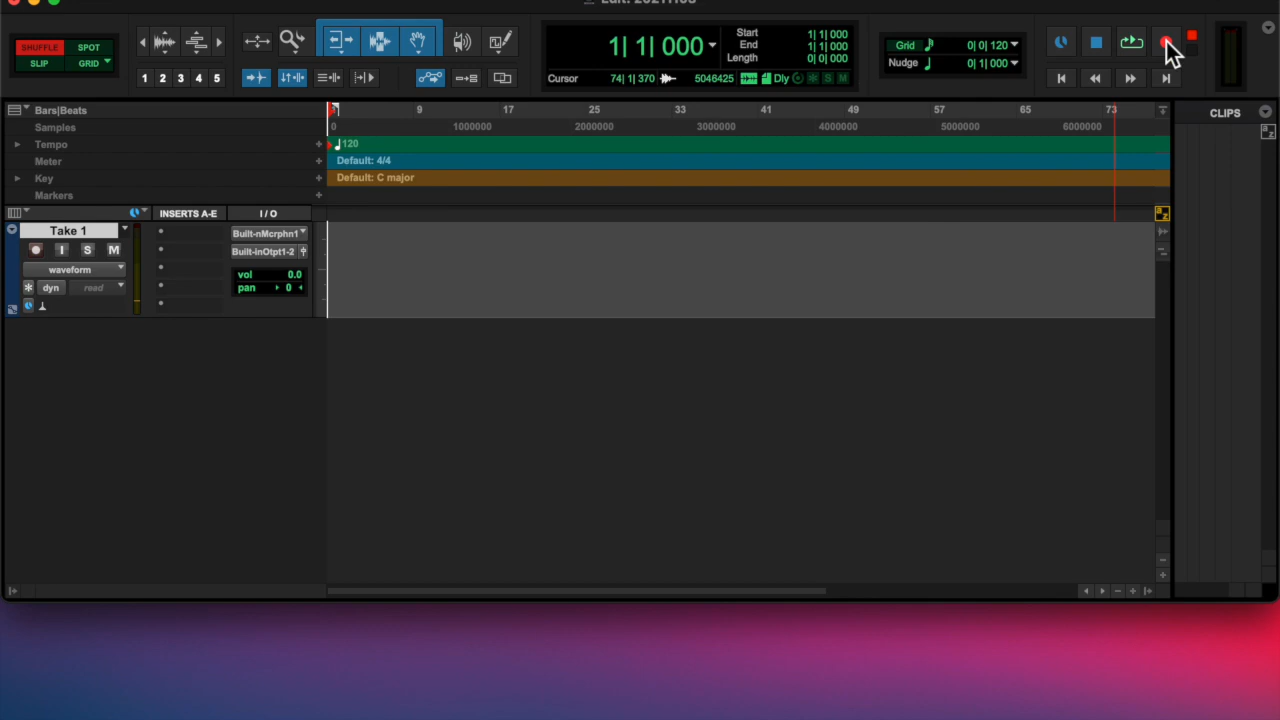 SHUFFLE SPOT
SLIP GRID
1 2 3 4 5
1| 1| 000
Start 1| 1| 000
End 1| 1| 000
Length 0| 0| 000
Cursor 74| 1| 370 5046425 Dly S M
Grid 0| 0| 120
Nudge 0| 1| 000
Bars|Beats 9 17 25 33 41 49 57 65 73
Samples 0 1000000 2000000 3000000 4000000 5000000 6000000
Tempo + 120
Meter + Default: 4/4
Key + Default: C major
Markers +
INSERTS A-E I / O
CLIPS
a z
a z
Take 1
I S M
waveform
dyn read
Built-nMcrphn1
Built-inOtpt1-2
vol 0.0
pan 0